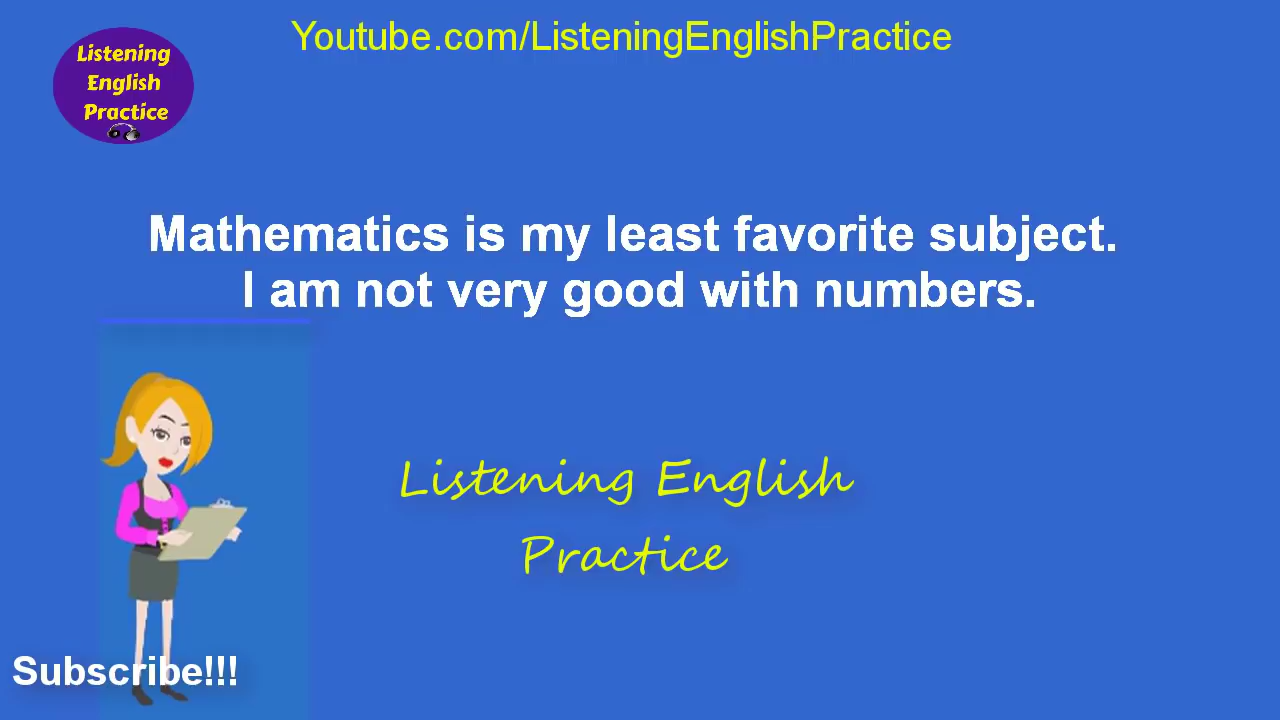 Youtube.com/ListeningEnglishPractice
Listening
English
Practice
Mathematics is my least favorite subject.
I am not very good with numbers.
Listening English
Practice
Subscribe!!!